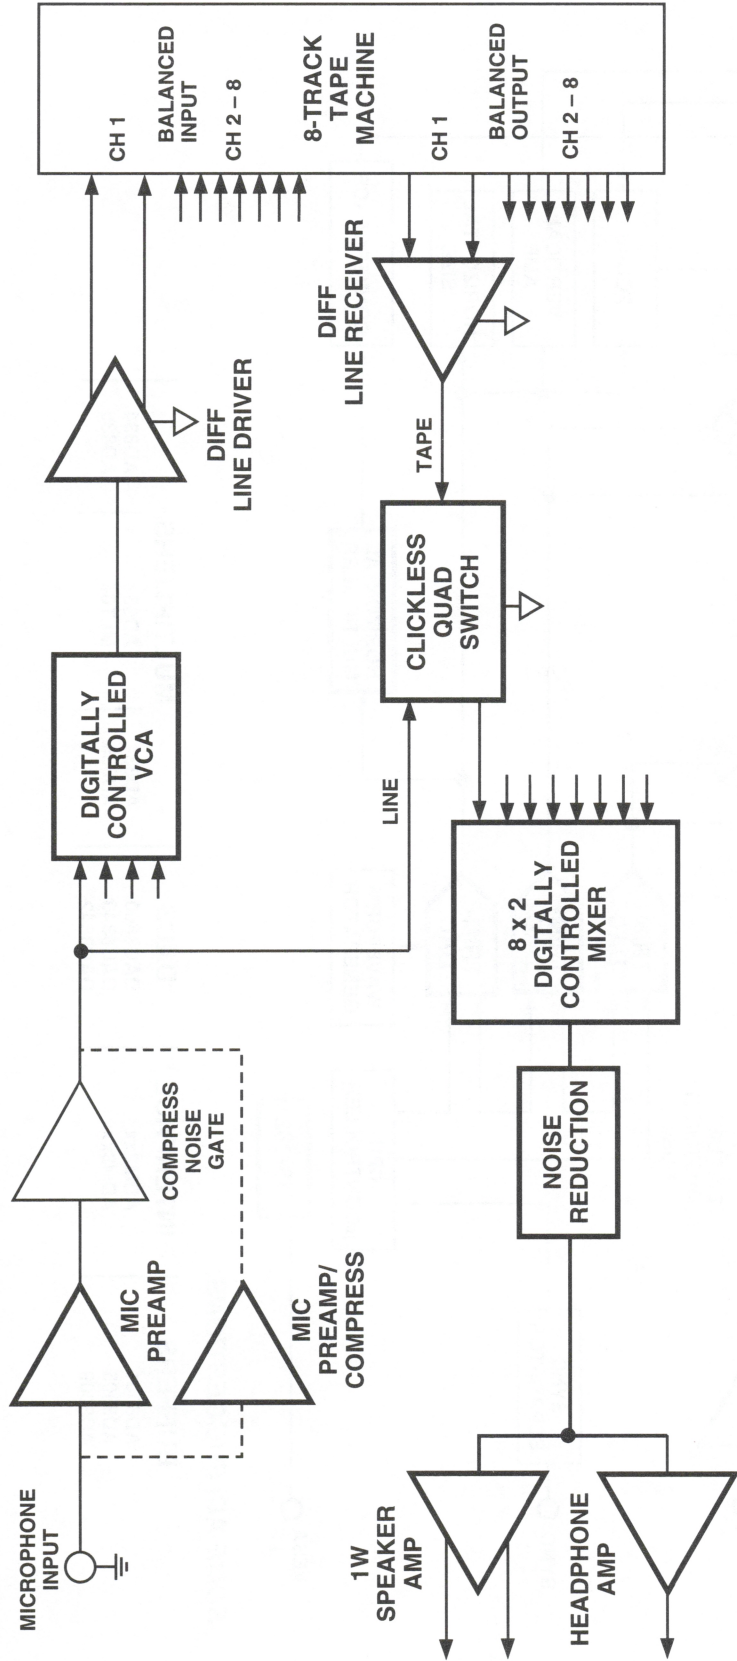 MICROPHONE
INPUT
MIC
PREAMP
COMPRESS
NOISE
GATE
MIC
PREAMP/
COMPRESS
DIGITALLY
CONTROLLED
VCA
DIFF
LINE DRIVER
CH 1
BALANCED
INPUT
CH 2 – 8
8-TRACK
TAPE
MACHINE
CH 1
BALANCED
OUTPUT
CH 2 – 8
DIFF
LINE RECEIVER
TAPE
CLICKLESS
QUAD
SWITCH
LINE
8 x 2
DIGITALLY
CONTROLLED
MIXER
NOISE
REDUCTION
1W
SPEAKER
AMP
HEADPHONE
AMP